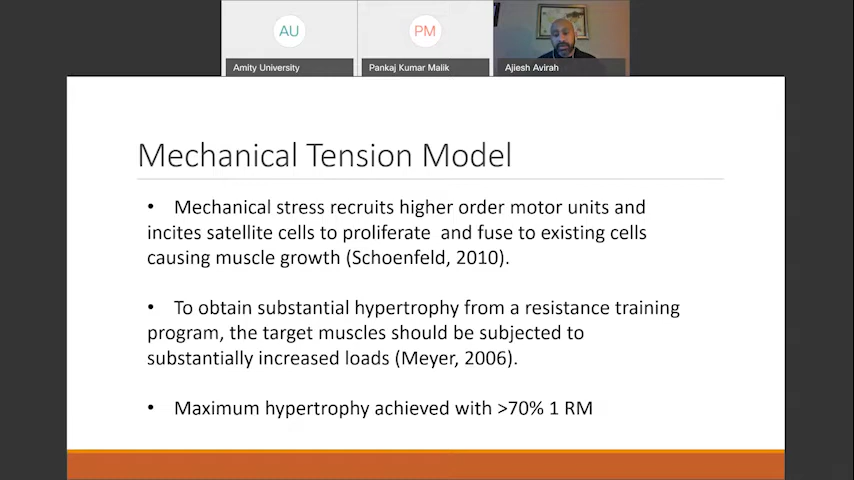 AU
PM
Amity University
Pankaj Kumar Malik
Ajiesh Avirah
Mechanical Tension Model
• Mechanical stress recruits higher order motor units and
incites satellite cells to proliferate and fuse to existing cells
causing muscle growth (Schoenfeld, 2010).
• To obtain substantial hypertrophy from a resistance training
program, the target muscles should be subjected to
substantially increased loads (Meyer, 2006).
• Maximum hypertrophy achieved with >70% 1 RM